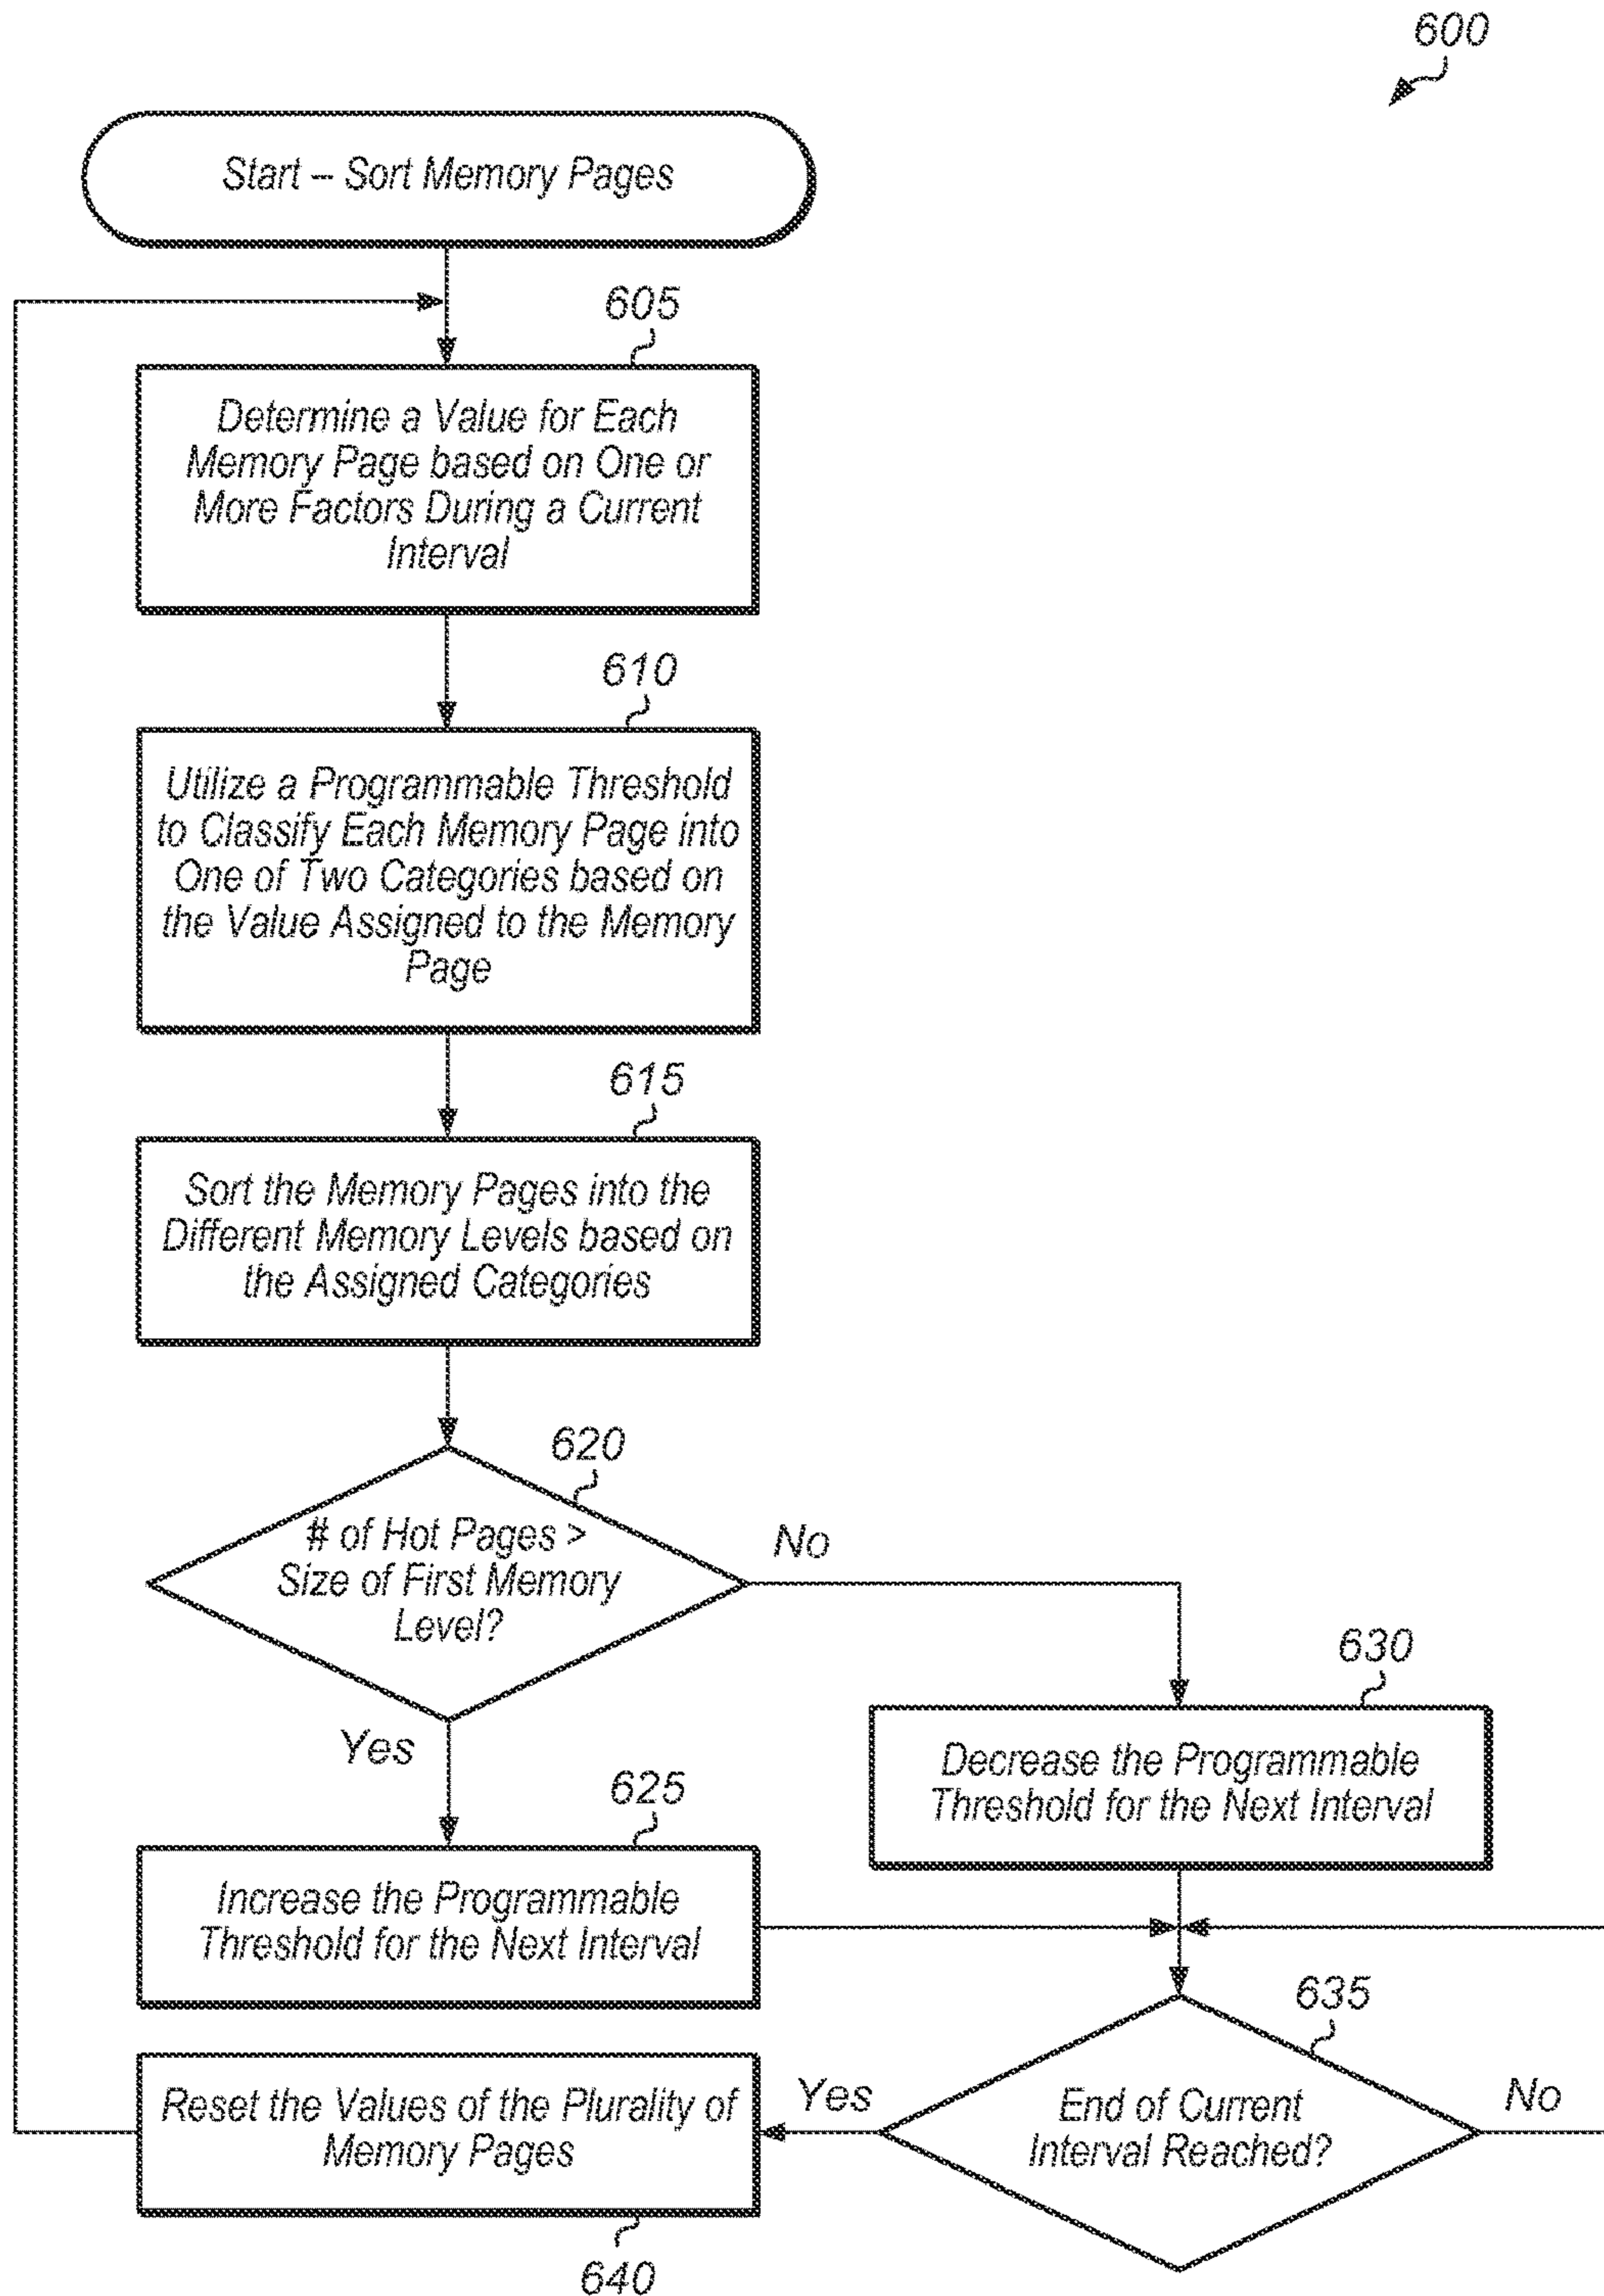 600
Start – Sort Memory Pages
605
Determine a Value for Each
Memory Page based on One or
More Factors During a Current
Interval
610
Utilize a Programmable Threshold
to Classify Each Memory Page into
One of Two Categories based on
the Value Assigned to the Memory
Page
615
Sort the Memory Pages into the
Different Memory Levels based on
the Assigned Categories
620
# of Hot Pages >
Size of First Memory
Level?
No
Yes
630
Decrease the Programmable
Threshold for the Next Interval
625
Increase the Programmable
Threshold for the Next Interval
635
End of Current
Interval Reached?
Yes
No
Reset the Values of the Plurality of
Memory Pages
640